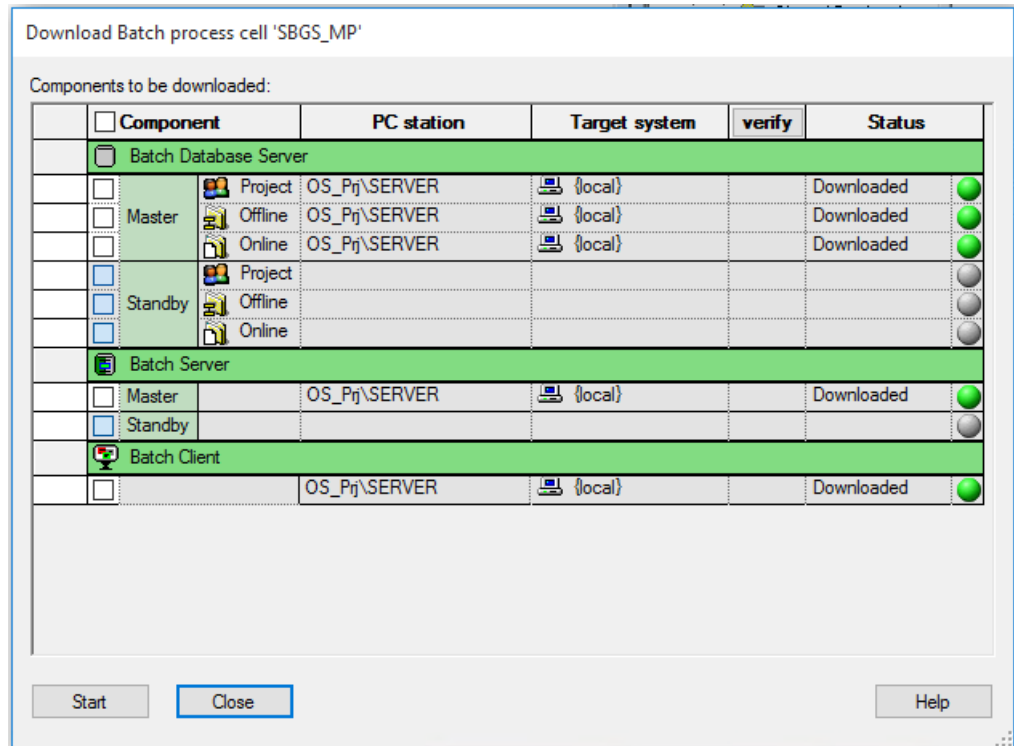 Download Batch process cell 'SBGS_MP'
Components to be downloaded:
Component PC station Target system verify Status
Batch Database Server
Project OS_Prj\SERVER {local} Downloaded
Master Offline OS_Prj\SERVER {local} Downloaded
Online OS_Prj\SERVER {local} Downloaded
Project
Standby Offline
Online
Batch Server
Master OS_Prj\SERVER {local} Downloaded
Standby
Batch Client
OS_Prj\SERVER {local} Downloaded
Start Close Help